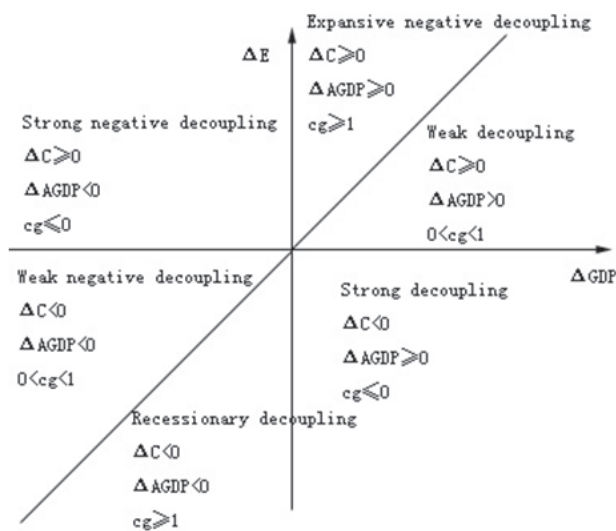 Expansive negative decoupling
ΔE
ΔC≥0
ΔAGDP≥0
cg≥1
Strong negative decoupling
ΔC≥0
ΔAGDP<0
cg≤0
Weak decoupling
ΔC≥0
ΔAGDP>0
0<cg<1
ΔGDP
Weak negative decoupling
ΔC<0
ΔAGDP<0
0<cg<1
Strong decoupling
ΔC<0
ΔAGDP≥0
cg≤0
Recessionary decoupling
ΔC<0
ΔAGDP<0
cg≥1